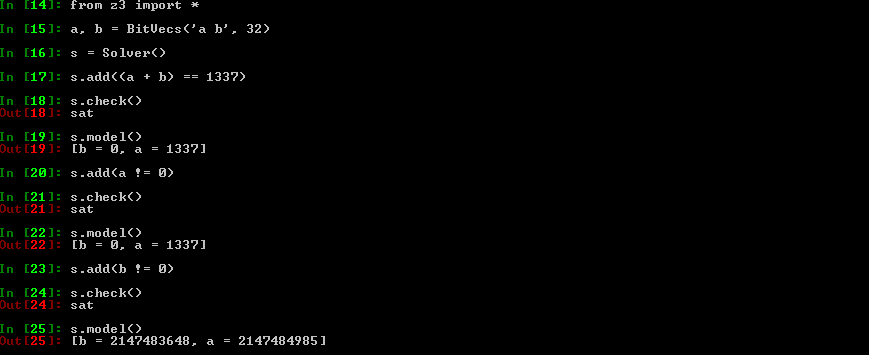 In [14]: from z3 import *
In [15]: a, b = BitVecs('a b', 32)
In [16]: s = Solver()
In [17]: s.add((a + b) == 1337)
In [18]: s.check()
Out[18]: sat
In [19]: s.model()
Out[19]: [b = 0, a = 1337]
In [20]: s.add(a != 0)
In [21]: s.check()
Out[21]: sat
In [22]: s.model()
Out[22]: [b = 0, a = 1337]
In [23]: s.add(b != 0)
In [24]: s.check()
Out[24]: sat
In [25]: s.model()
Out[25]: [b = 2147483648, a = 2147484985]